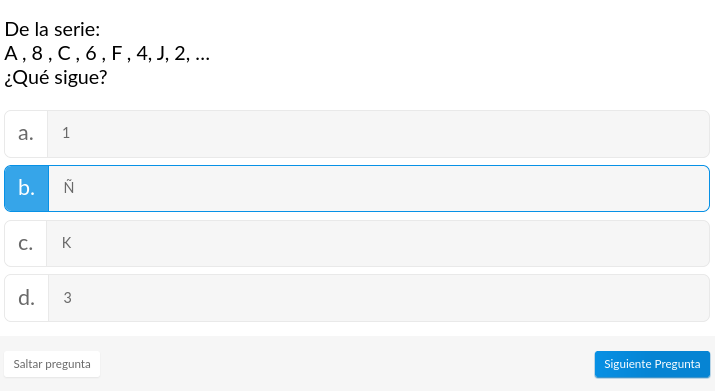 De la serie:
A , 8 , C , 6 , F , 4, J, 2, ...
¿Qué sigue?
a. 1
b. Ñ
c. K
d. 3
Saltar pregunta Siguiente Pregunta